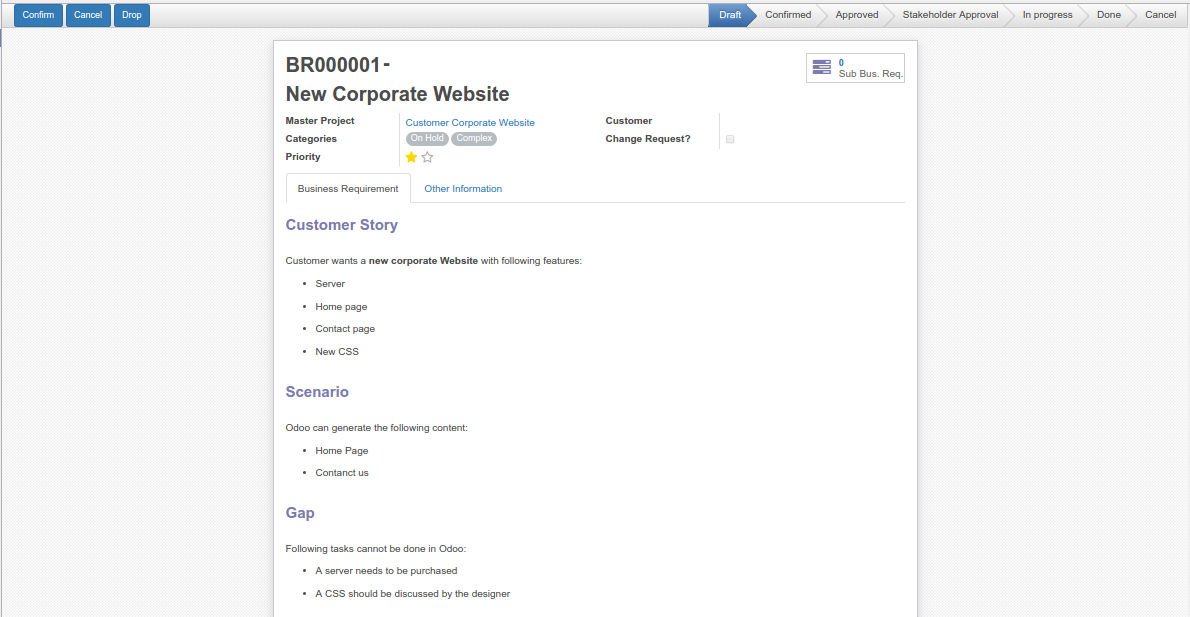 Confirm Cancel Drop Draft Confirmed Approved Stakeholder Approval In progress Done Cancel
BR000001-
0
Sub Bus. Req.
New Corporate Website
Master Project Customer Corporate Website Customer
Categories On Hold Complex Change Request?
Priority
Business Requirement Other Information
Customer Story
Customer wants a new corporate Website with following features:
• Server
• Home page
• Contact page
• New CSS
Scenario
Odoo can generate the following content:
• Home Page
• Contanct us
Gap
Following tasks cannot be done in Odoo:
• A server needs to be purchased
• A CSS should be discussed by the designer